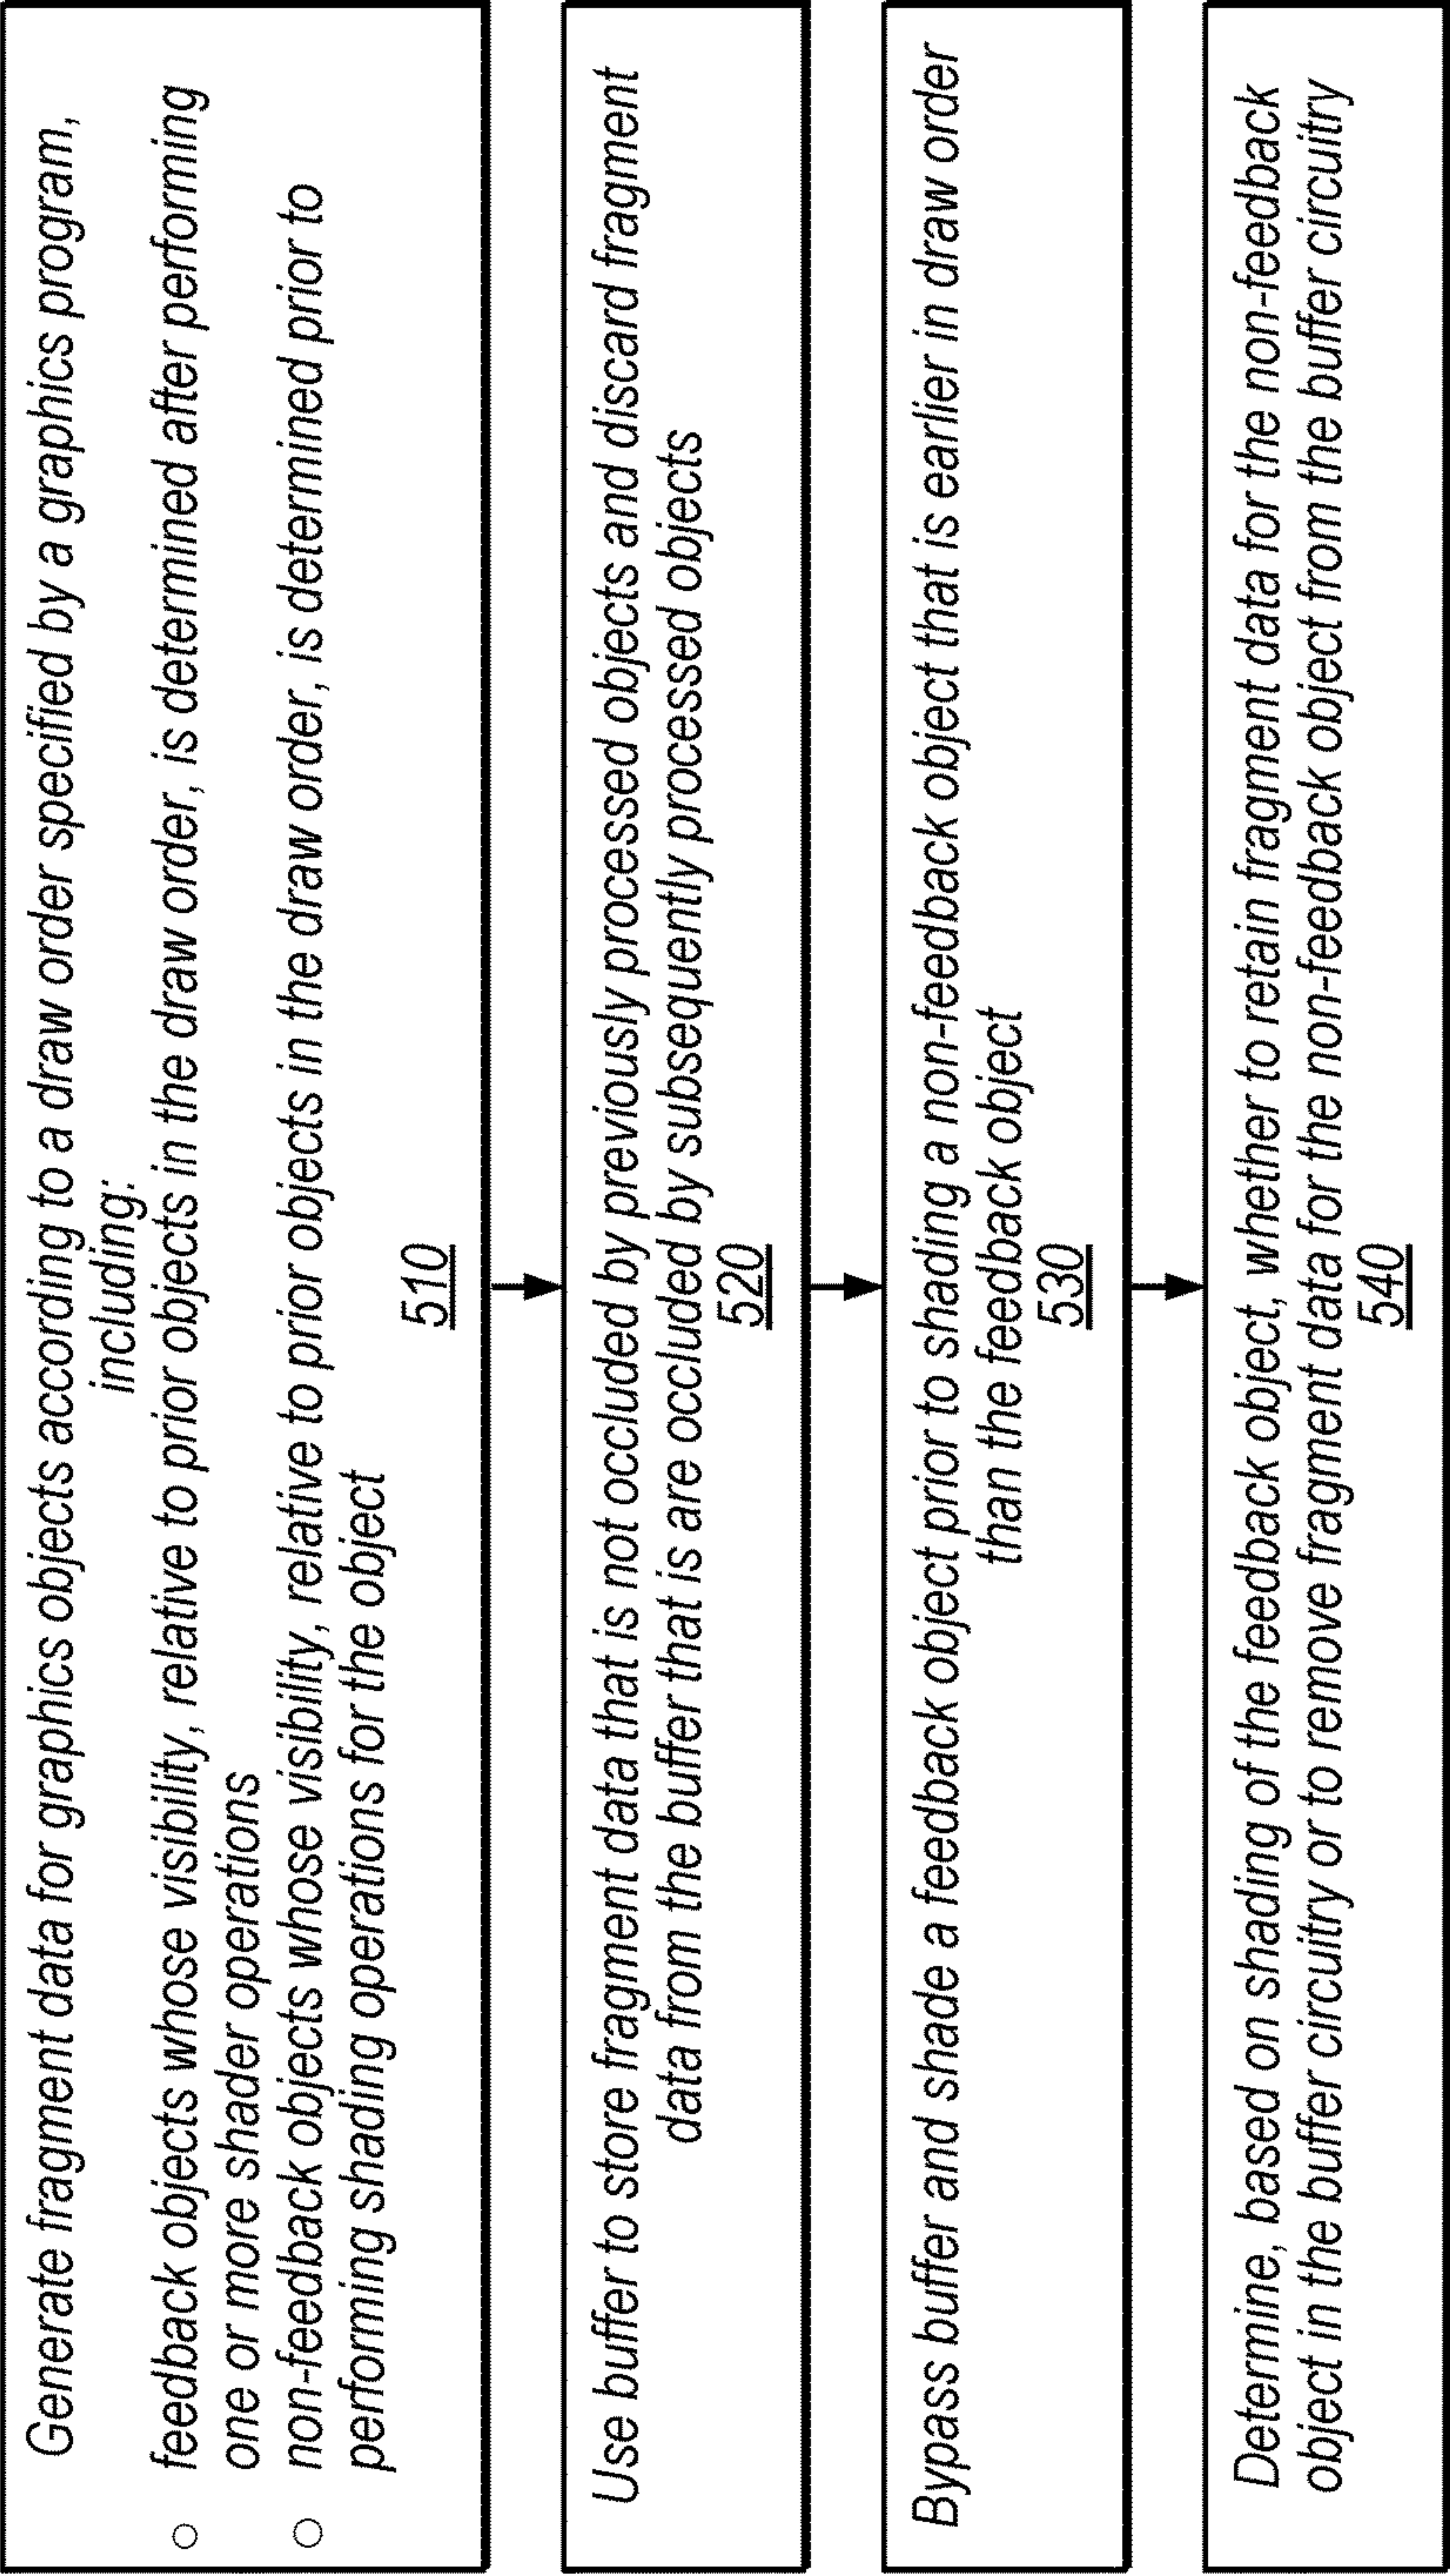 Generate fragment data for graphics objects according to a draw order specified by a graphics program,
including:
○ feedback objects whose visibility, relative to prior objects in the draw order, is determined after performing
one or more shader operations
○ non-feedback objects whose visibility, relative to prior objects in the draw order, is determined prior to
performing shading operations for the object
510
Use buffer to store fragment data that is not occluded by previously processed objects and discard fragment
data from the buffer that is are occluded by subsequently processed objects
520
Bypass buffer and shade a feedback object prior to shading a non-feedback object that is earlier in draw order
than the feedback object
530
Determine, based on shading of the feedback object, whether to retain fragment data for the non-feedback
object in the buffer circuitry or to remove fragment data for the non-feedback object from the buffer circuitry
540